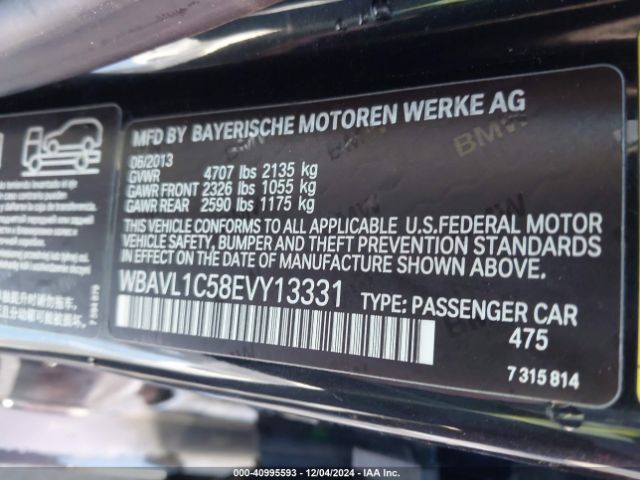 MFD BY BAYERISCHE MOTOREN WERKE AG
06/2013
GVWR 4707 lbs 2135 kg
GAWR FRONT 2326 lbs 1055 kg
GAWR REAR 2590 lbs 1175 kg
THIS VEHICLE CONFORMS TO ALL APPLICABLE U.S.FEDERAL MOTOR
VEHICLE SAFETY, BUMPER AND THEFT PREVENTION STANDARDS
IN EFFECT ON THE DATE OF MANUFACTURE SHOWN ABOVE.
WBAVL1C58EVY13331 TYPE: PASSENGER CAR
475
7 315 814
000-40995593 - 12/04/2024 - IAA Inc.